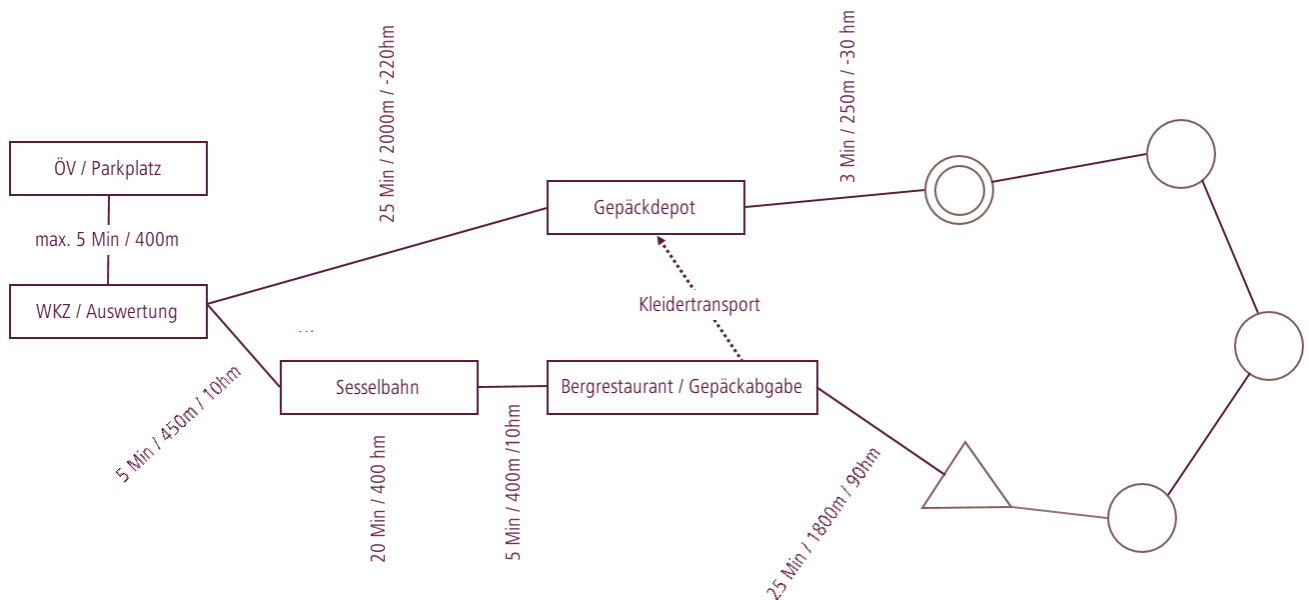 25 Min / 2000m / -220hm
3 Min / 250m / -30 hm
ÖV / Parkplatz
Gepäckdepot
max. 5 Min / 400m
WKZ / Auswertung
Kleidertransport
...
Sesselbahn
Bergrestaurant / Gepäckabgabe
5 Min / 450m / 10hm
20 Min / 400 hm
5 Min / 400m /10hm
25 Min / 1800m / 90hm